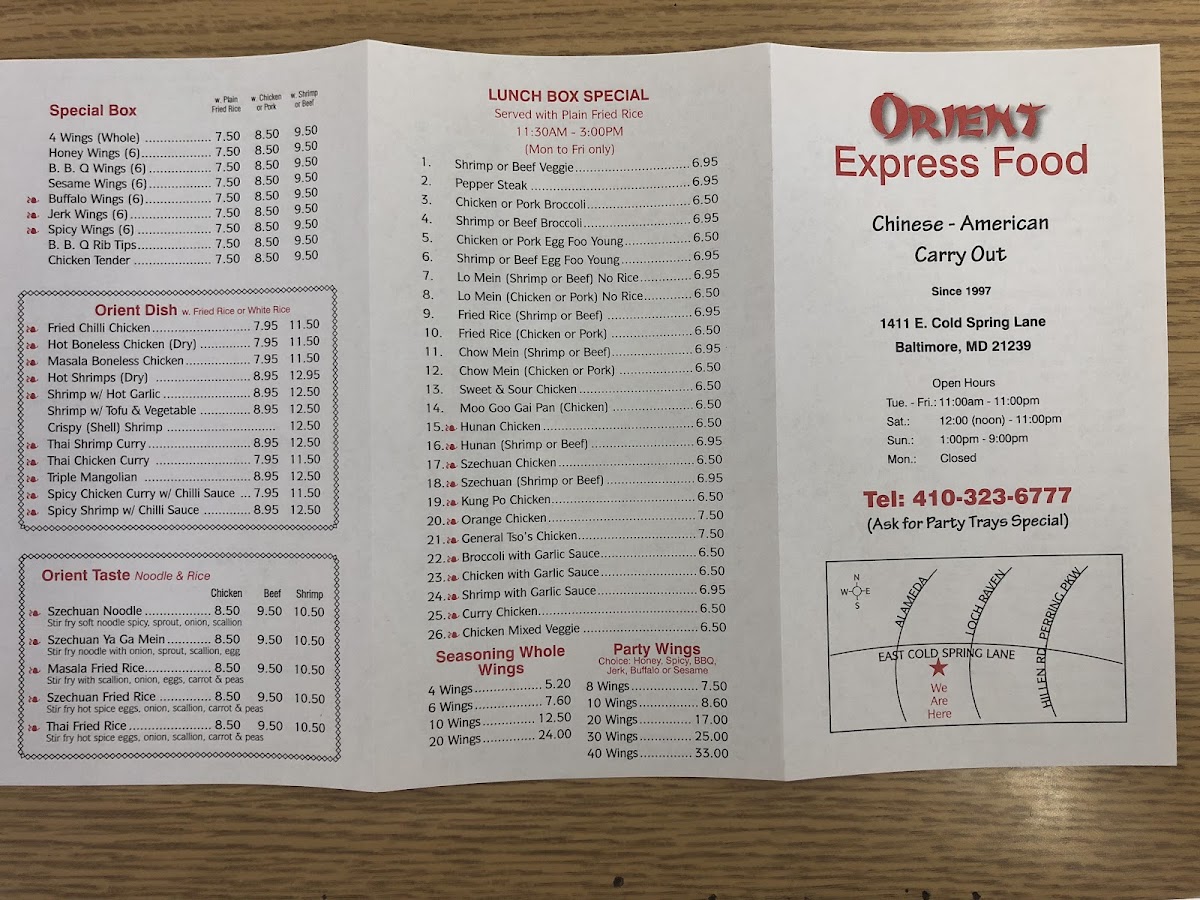 Special Box
w. Plain Fried Rice
w. Chicken or Pork
w. Shrimp or Beef
4 Wings (Whole) ................... 7.50 8.50 9.50
Honey Wings (6).................... 7.50 8.50 9.50
B. B. Q Wings (6) ................... 7.50 8.50 9.50
Sesame Wings (6)................... 7.50 8.50 9.50
Buffalo Wings (6).................... 7.50 8.50 9.50
Jerk Wings (6)........................ 7.50 8.50 9.50
Spicy Wings (6) ...................... 7.50 8.50 9.50
B. B. Q Rib Tips...................... 7.50 8.50 9.50
Chicken Tender ...................... 7.50 8.50 9.50
Orient Dish w. Fried Rice or White Rice
Fried Chilli Chicken............................ 7.95 11.50
Hot Boneless Chicken (Dry) .............. 7.95 11.50
Masala Boneless Chicken................... 7.95 11.50
Hot Shrimps (Dry) ........................... 8.95 12.95
Shrimp w/ Hot Garlic......................... 8.95 12.50
Shrimp w/ Tofu & Vegetable .............. 8.95 12.50
Crispy (Shell) Shrimp ............................... 12.50
Thai Shrimp Curry............................. 8.95 12.50
Thai Chicken Curry ........................... 7.95 11.50
Triple Mangolian .............................. 8.95 12.50
Spicy Chicken Curry w/ Chilli Sauce ... 7.95 11.50
Spicy Shrimp w/ Chilli Sauce ............. 8.95 12.50
Orient Taste Noodle & Rice
Chicken Beef Shrimp
Szechuan Noodle ................... 8.50 9.50 10.50
Stir fry soft noodle spicy, sprout, onion, scallion
Szechuan Ya Ga Mein............. 8.50 9.50 10.50
Stir fry noodle with onion, sprout, scallion, egg
Masala Fried Rice.................... 8.50 9.50 10.50
Stir fry with scallion, onion, eggs, carrot & peas
Szechuan Fried Rice ................ 8.50 9.50 10.50
Stir fry hot spice eggs, onion, scallion, carrot & peas
Thai Fried Rice........................ 8.50 9.50 10.50
Stir fry hot spice eggs, onion, scallion, carrot & peas
LUNCH BOX SPECIAL
Served with Plain Fried Rice
11:30AM - 3:00PM
(Mon to Fri only)
1. Shrimp or Beef Veggie.............................. 6.95
2. Pepper Steak .......................................... 6.95
3. Chicken or Pork Broccoli........................... 6.50
4. Shrimp or Beef Broccoli............................ 6.95
5. Chicken or Pork Egg Foo Young................. 6.50
6. Shrimp or Beef Egg Foo Young.................. 6.95
7. Lo Mein (Shrimp or Beef) No Rice.............. 6.95
8. Lo Mein (Chicken or Pork) No Rice............ 6.50
9. Fried Rice (Shrimp or Beef) ...................... 6.95
10. Fried Rice (Chicken or Pork) ..................... 6.50
11. Chow Mein (Shrimp or Beef)..................... 6.95
12. Chow Mein (Chicken or Pork) ................... 6.50
13. Sweet & Sour Chicken.............................. 6.50
14. Moo Goo Gai Pan (Chicken) ..................... 6.50
15. Hunan Chicken........................................ 6.50
16. Hunan (Shrimp or Beef) ........................... 6.95
17. Szechuan Chicken.................................... 6.50
18. Szechuan (Shrimp or Beef) ....................... 6.95
19. Kung Po Chicken..................................... 6.50
20. Orange Chicken....................................... 7.50
21. General Tso's Chicken.............................. 7.50
22. Broccoli with Garlic Sauce......................... 6.50
23. Chicken with Garlic Sauce......................... 6.50
24. Shrimp with Garlic Sauce.......................... 6.95
25. Curry Chicken.......................................... 6.50
26. Chicken Mixed Veggie .............................. 6.50
Seasoning Whole
Wings
4 Wings.................. 5.20
6 Wings.................. 7.60
10 Wings................ 12.50
20 Wings................ 24.00
Party Wings
Choice: Honey, Spicy, BBQ,
Jerk, Buffalo or Sesame
8 Wings.................. 7.50
10 Wings................ 8.60
20 Wings................ 17.00
30 Wings................ 25.00
40 Wings................ 33.00
ORIENT
Express Food
Chinese - American
Carry Out
Since 1997
1411 E. Cold Spring Lane
Baltimore, MD 21239
Open Hours
Tue. - Fri.: 11:00am - 11:00pm
Sat.: 12:00 (noon) - 11:00pm
Sun.: 1:00pm - 9:00pm
Mon.: Closed
Tel: 410-323-6777
(Ask for Party Trays Special)
N
W E
S
ALAMEDA
LOCH RAVEN
HILLEN RD PERRING PKW
EAST COLD SPRING LANE
We
Are
Here